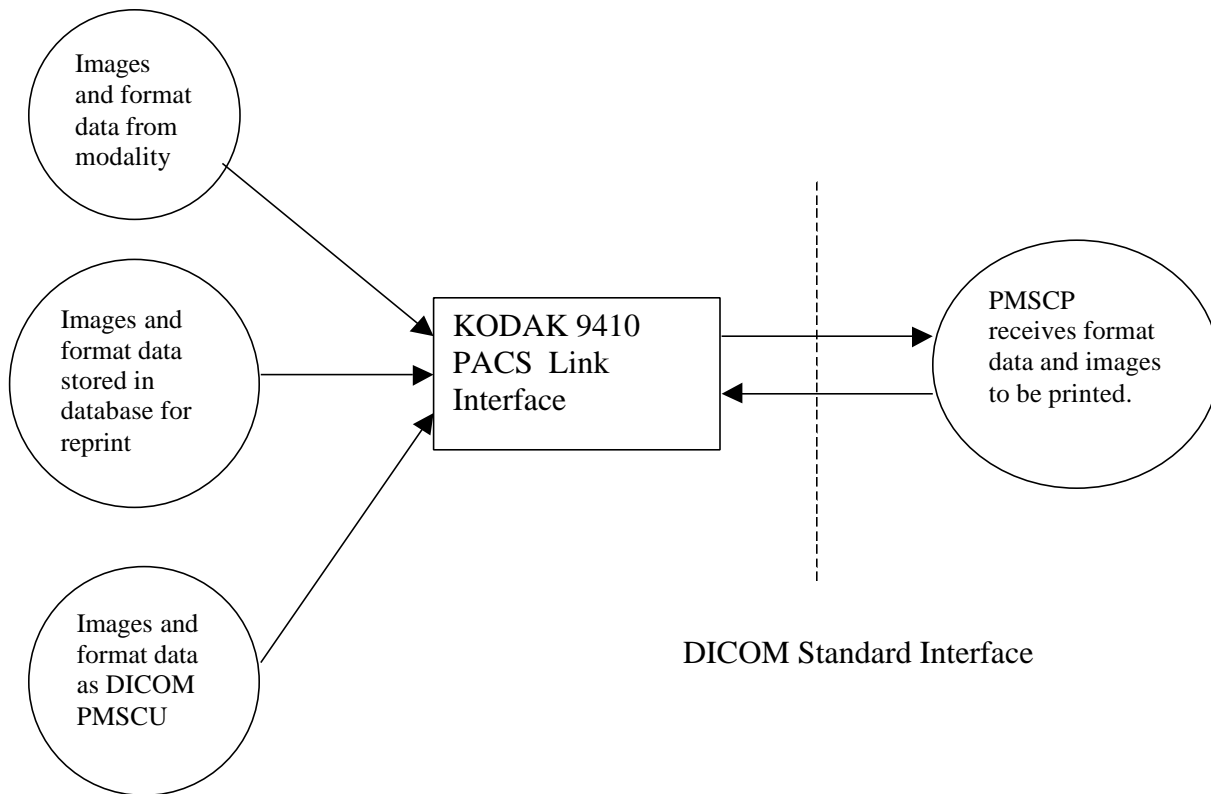 Images
and format
data from
modality
Images and
format data
stored in
database for
reprint
Images and
format data
as DICOM
PMSCU
KODAK 9410
PACS  Link
Interface
PMSCP
receives format
data and images
to be printed.
DICOM Standard Interface